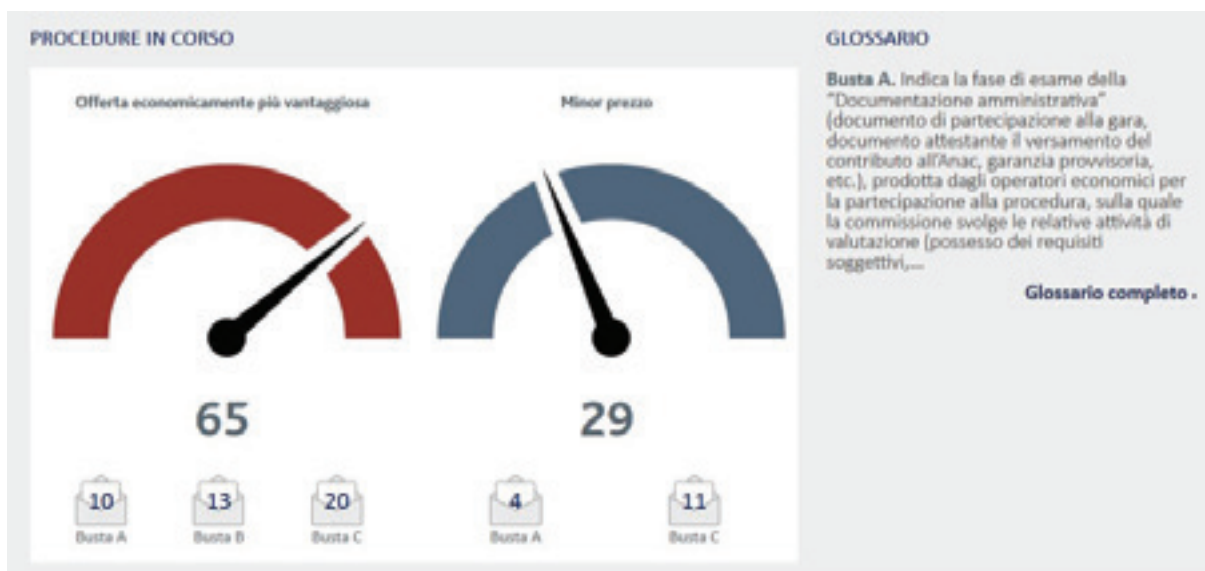 PROCEDURE IN CORSO
Offerta economicamente più vantaggiosa
Minor prezzo
65
29
10
13
20
4
11
Busta A
Busta B
Busta C
Busta A
Busta C
GLOSSARIO
Busta A. Indica la fase di esame della
"Documentazione amministrativa"
(documento di partecipazione alla gara,
documento attestante il versamento del
contributo all'Anac, garanzia provvisoria,
etc.), prodotta dagli operatori economici per
la partecipazione alla procedura, sulla quale
la commissione svolge le relative attività di
valutazione (possesso dei requisiti
soggettivi,...
Glossario completo ›